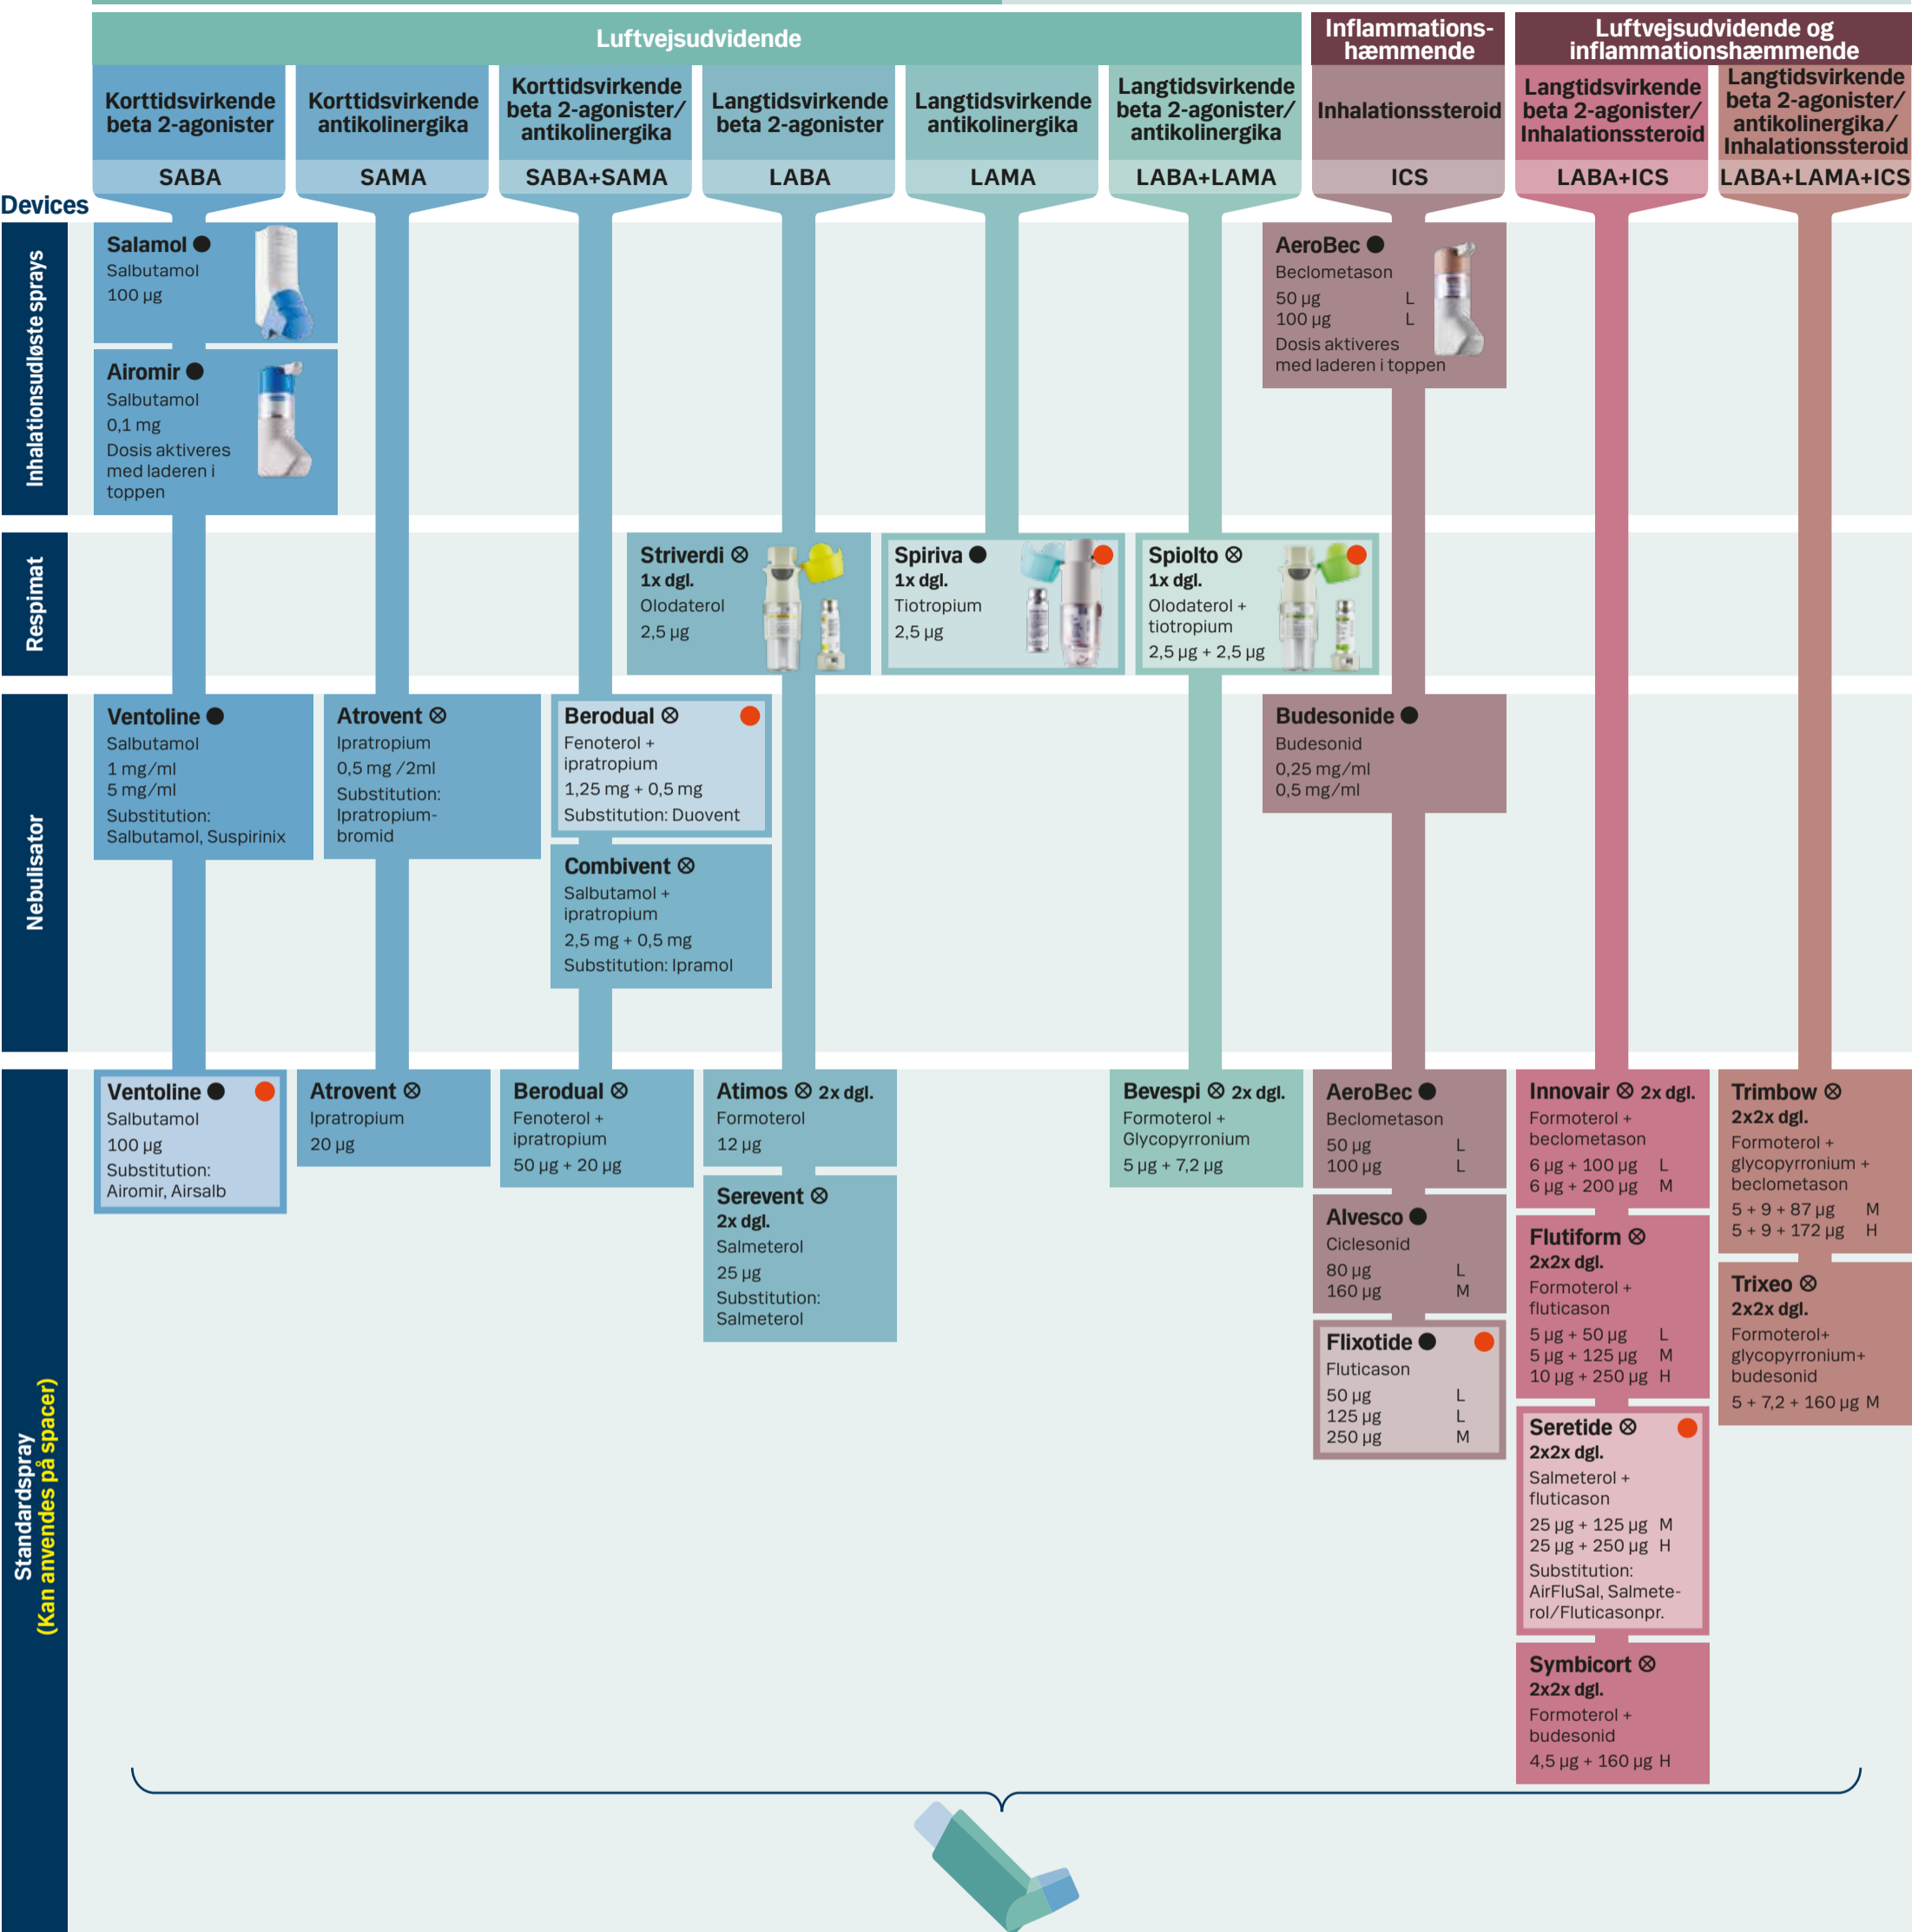 Luftvejsudvidende
Inflammations-
hæmmende
Luftvejsudvidende og
inflammationshæmmende
Korttidsvirkende
beta 2-agonister
SABA
Korttidsvirkende
antikolinergika
SAMA
Korttidsvirkende
beta 2-agonister/
antikolinergika
SABA+SAMA
Langtidsvirkende
beta 2-agonister
LABA
Langtidsvirkende
antikolinergika
LAMA
Langtidsvirkende
beta 2-agonister/
antikolinergika
LABA+LAMA
Inhalationssteroid
ICS
Langtidsvirkende
beta 2-agonister/
Inhalationssteroid
LABA+ICS
Langtidsvirkende
beta 2-agonister/
antikolinergika/
Inhalationssteroid
LABA+LAMA+ICS
Devices
Inhalationsudløste sprays
Salamol
Salbutamol
100 µg
Airomir
Salbutamol
0,1 mg
Dosis aktiveres
med laderen i
toppen
AeroBec
Beclometason
50 µg L
100 µg L
Dosis aktiveres
med laderen i toppen
Respimat
Striverdi ⊗
1x dgl.
Olodaterol
2,5 µg
Spiriva
1x dgl.
Tiotropium
2,5 µg
Spiolto ⊗
1x dgl.
Olodaterol +
tiotropium
2,5 µg + 2,5 µg
Nebulisator
Ventoline
Salbutamol
1 mg/ml
5 mg/ml
Substitution:
Salbutamol, Suspirinix
Atrovent ⊗
Ipratropium
0,5 mg /2ml
Substitution:
Ipratropium-
bromid
Berodual ⊗
Fenoterol +
ipratropium
1,25 mg + 0,5 mg
Substitution: Duovent
Combivent ⊗
Salbutamol +
ipratropium
2,5 mg + 0,5 mg
Substitution: Ipramol
Budesonide
Budesonid
0,25 mg/ml
0,5 mg/ml
Standardspray
(Kan anvendes på spacer)
Ventoline
Salbutamol
100 µg
Substitution:
Airomir, Airsalb
Atrovent ⊗
Ipratropium
20 µg
Berodual ⊗
Fenoterol +
ipratropium
50 µg + 20 µg
Atimos ⊗ 2x dgl.
Formoterol
12 µg
Serevent ⊗
2x dgl.
Salmeterol
25 µg
Substitution:
Salmeterol
Bevespi ⊗ 2x dgl.
Formoterol +
Glycopyrronium
5 µg + 7,2 µg
AeroBec
Beclometason
50 µg L
100 µg L
Alvesco
Ciclesonid
80 µg L
160 µg M
Flixotide
Fluticason
50 µg L
125 µg L
250 µg M
Innovair ⊗ 2x dgl.
Formoterol +
beclometason
6 µg + 100 µg L
6 µg + 200 µg M
Flutiform ⊗
2x2x dgl.
Formoterol +
fluticason
5 µg + 50 µg L
5 µg + 125 µg M
10 µg + 250 µg H
Seretide ⊗
2x2x dgl.
Salmeterol +
fluticason
25 µg + 125 µg M
25 µg + 250 µg H
Substitution:
AirFluSal, Salmete-
rol/Fluticasonpr.
Symbicort ⊗
2x2x dgl.
Formoterol +
budesonid
4,5 µg + 160 µg H
Trimbow ⊗
2x2x dgl.
Formoterol +
glycopyrronium +
beclometason
5 + 9 + 87 µg M
5 + 9 + 172 µg H
Trixeo ⊗
2x2x dgl.
Formoterol+
glycopyrronium+
budesonid
5 + 7,2 + 160 µg M